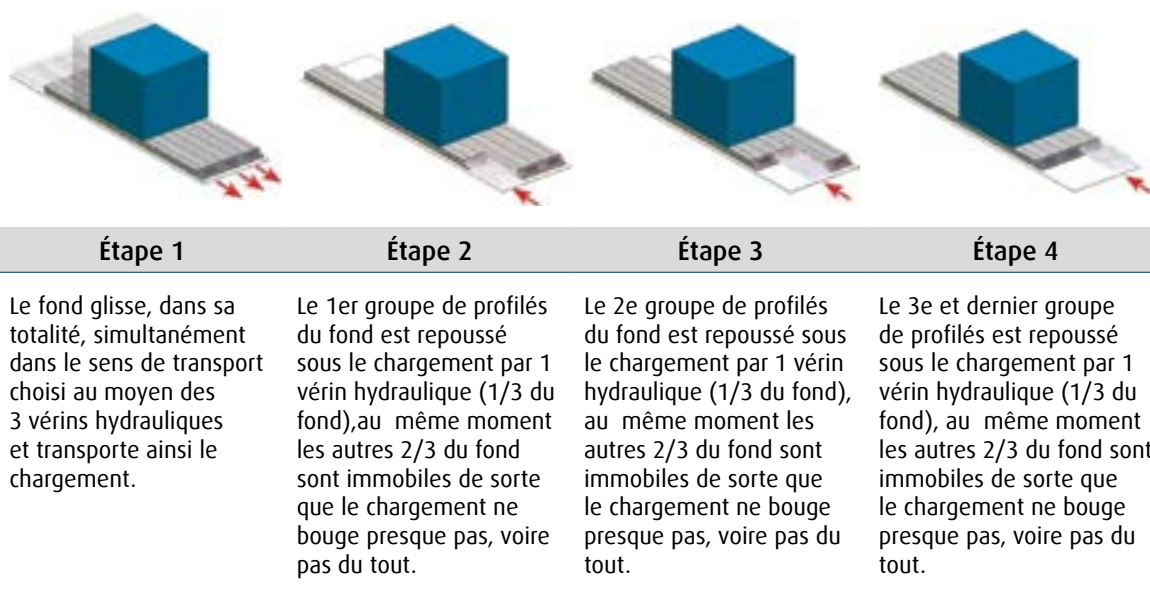 Étape 1
Étape 2
Étape 3
Étape 4
Le fond glisse, dans sa
totalité, simultanément
dans le sens de transport
choisi au moyen des
3 vérins hydrauliques
et transporte ainsi le
chargement.
Le 1er groupe de profilés
du fond est repoussé
sous le chargement par 1
vérin hydraulique (1/3 du
fond),au  même moment
les autres 2/3 du fond
sont immobiles de sorte
que le chargement ne
bouge presque pas, voire
pas du tout.
Le 2e groupe de profilés
du fond est repoussé sous
le chargement par 1 vérin
hydraulique (1/3 du fond),
au  même moment les
autres 2/3 du fond sont
immobiles de sorte que
le chargement ne bouge
presque pas, voire pas du
tout.
Le 3e et dernier groupe
de profilés est repoussé
sous le chargement par 1
vérin hydraulique (1/3 du
fond), au  même moment
les autres 2/3 du fond sont
immobiles de sorte que
le chargement ne bouge
presque pas, voire pas du
tout.